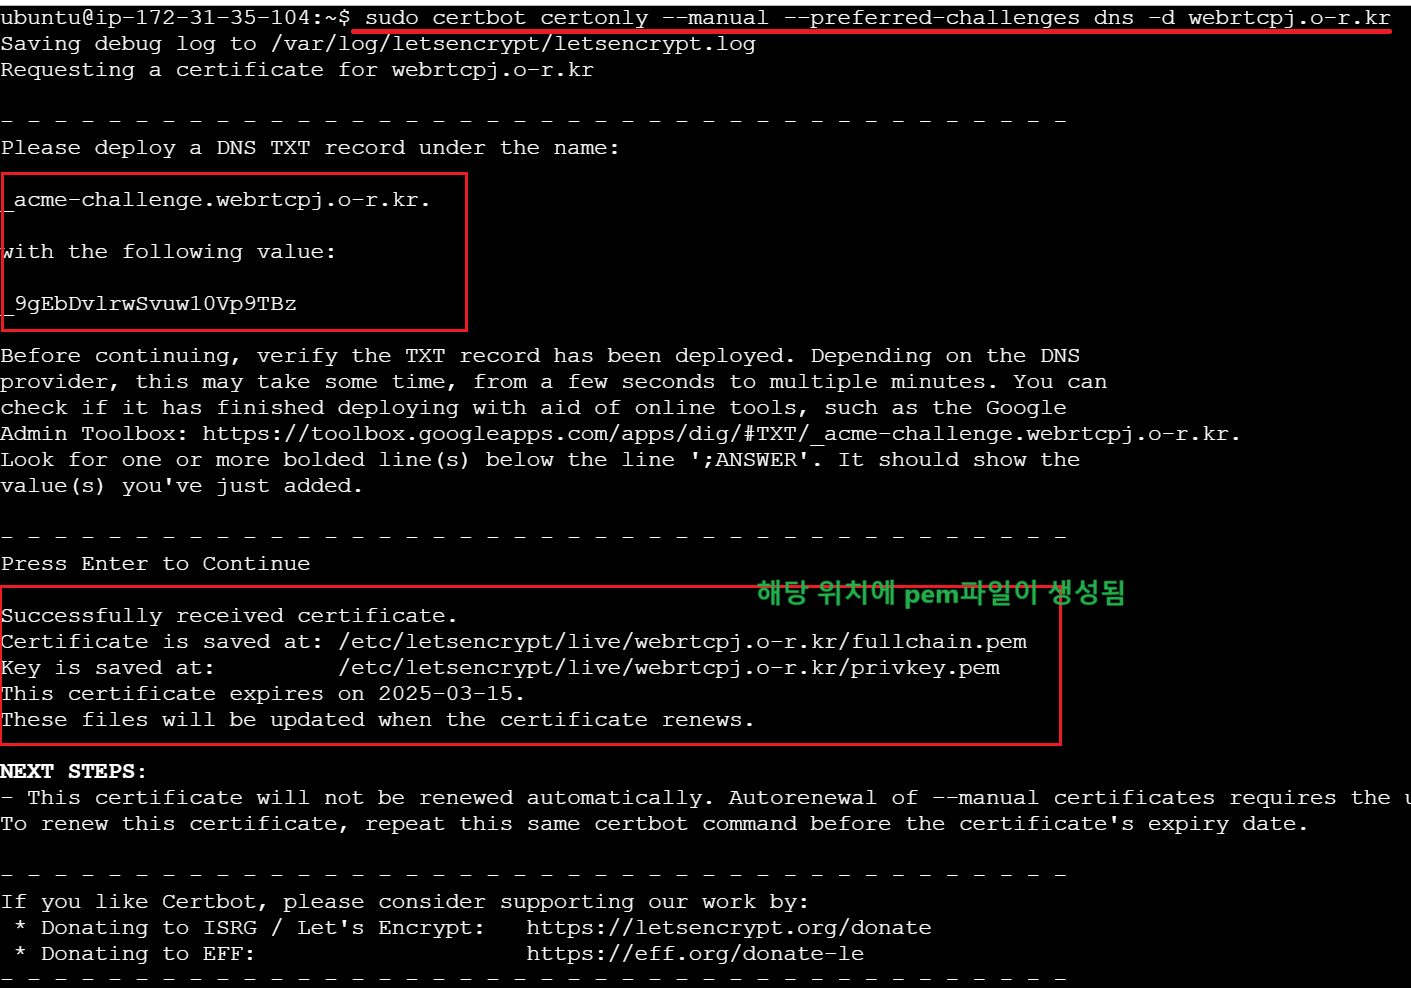 ubuntu@ip-172-31-35-104:~$ sudo certbot certonly --manual --preferred-challenges dns -d webrtcpj.o-r.kr
Saving debug log to /var/log/letsencrypt/letsencrypt.log
Requesting a certificate for webrtcpj.o-r.kr
- - - - - - - - - - - - - - - - - - - - - - - - - - - - - - - - - - - - - - - -
Please deploy a DNS TXT record under the name:
_acme-challenge.webrtcpj.o-r.kr.
with the following value:
_9gEbDvlrwSvuw10Vp9TBz
Before continuing, verify the TXT record has been deployed. Depending on the DNS
provider, this may take some time, from a few seconds to multiple minutes. You can
check if it has finished deploying with aid of online tools, such as the Google
Admin Toolbox: https://toolbox.googleapps.com/apps/dig/#TXT/_acme-challenge.webrtcpj.o-r.kr.
Look for one or more bolded line(s) below the line ';ANSWER'. It should show the
value(s) you've just added.
- - - - - - - - - - - - - - - - - - - - - - - - - - - - - - - - - - - - - - - -
Press Enter to Continue
해당 위치에 pem파일이 생성됨
Successfully received certificate.
Certificate is saved at: /etc/letsencrypt/live/webrtcpj.o-r.kr/fullchain.pem
Key is saved at:         /etc/letsencrypt/live/webrtcpj.o-r.kr/privkey.pem
This certificate expires on 2025-03-15.
These files will be updated when the certificate renews.
NEXT STEPS:
- This certificate will not be renewed automatically. Autorenewal of --manual certificates requires the
To renew this certificate, repeat this same certbot command before the certificate's expiry date.
- - - - - - - - - - - - - - - - - - - - - - - - - - - - - - - - - - - - - - - -
If you like Certbot, please consider supporting our work by:
 * Donating to ISRG / Let's Encrypt:   https://letsencrypt.org/donate
 * Donating to EFF:                    https://eff.org/donate-le
- - - - - - - - - - - - - - - - - - - - - - - - - - - - - - - - - - - - - - - -